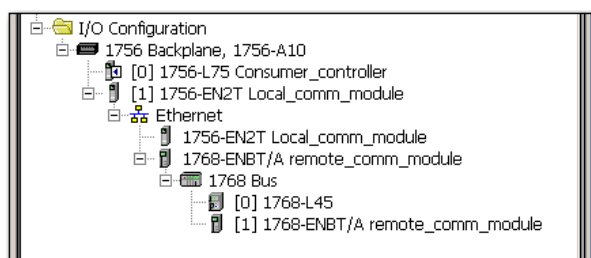 I/O Configuration
1756 Backplane, 1756-A10
[0] 1756-L75 Consumer_controller
[1] 1756-EN2T Local_comm_module
Ethernet
1756-EN2T Local_comm_module
1768-ENBT/A remote_comm_module
1768 Bus
[0] 1768-L45
[1] 1768-ENBT/A remote_comm_module